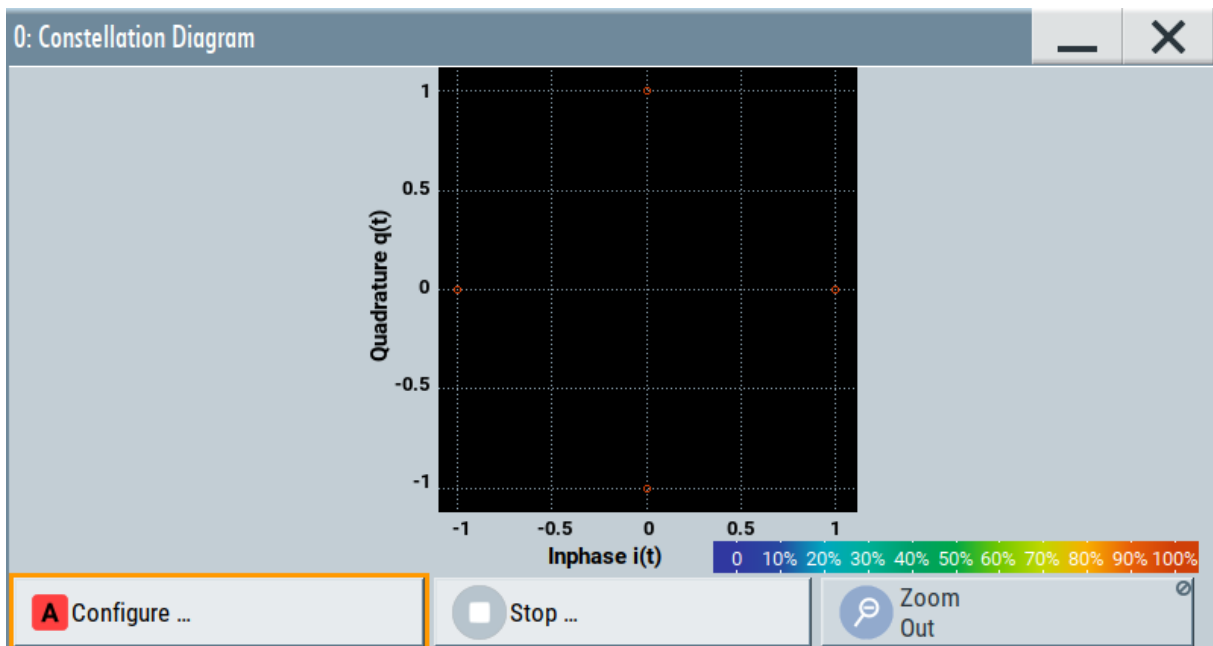 0: Constellation Diagram
1
0.5
0
-0.5
-1
Quadrature q(t)
-1 -0.5 0 0.5 1
Inphase i(t)
0 10% 20% 30% 40% 50% 60% 70% 80% 90% 100%
A Configure ...
Stop ...
Zoom
Out